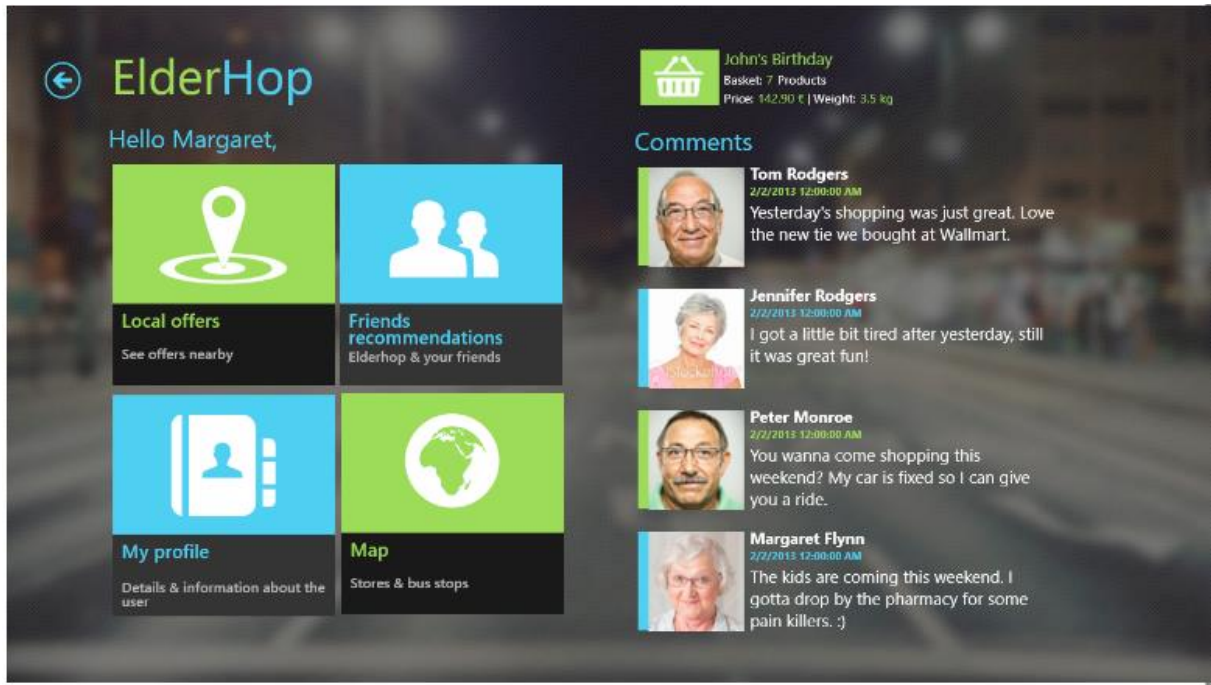 ElderHop
Hello Margaret,
Local offers
See offers nearby
Friends
recommendations
Elderhop & your friends
My profile
Details & information about the
user
Map
Stores & bus stops
John's Birthday
Basket: 7 Products
Price: 142.90 € | Weight: 3.5 kg
Comments
Tom Rodgers
2/2/2013 12:00:00 AM
Yesterday's shopping was just great. Love
the new tie we bought at Wallmart.
Jennifer Rodgers
2/2/2013 12:00:00 AM
I got a little bit tired after yesterday, still
it was great fun!
Peter Monroe
2/2/2013 12:00:00 AM
You wanna come shopping this
weekend? My car is fixed so I can give
you a ride.
Margaret Flynn
2/2/2013 12:00:00 AM
The kids are coming this weekend. I
gotta drop by the pharmacy for some
pain killers. :)